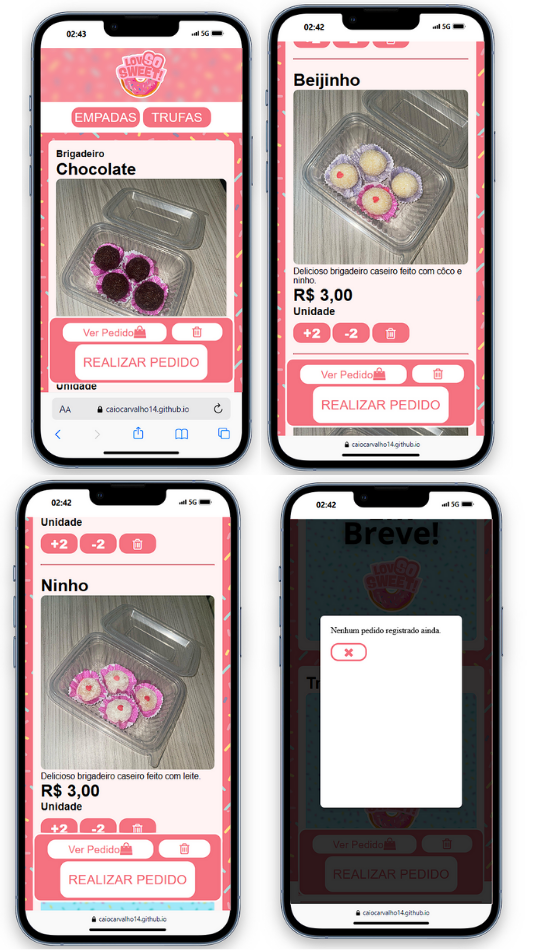 02:43
5G
LOV SO
SWEET!
EMPADAS
TRUFAS
Brigadeiro
Chocolate
Ver Pedido
REALIZAR PEDIDO
Unidade
AA
caiocarvalho14.github.io
02:42
5G
+2 -2
Beijinho
Delicioso brigadeiro caseiro feito com côco e
ninho.
R$ 3,00
Unidade
+2 -2
Ver Pedido
REALIZAR PEDIDO
caiocarvalho14.github.io
02:42
5G
Unidade
+2 -2
Ninho
Delicioso brigadeiro caseiro feito com leite.
R$ 3,00
Unidade
+2 -2
Ver Pedido
REALIZAR PEDIDO
caiocarvalho14.github.io
02:42
5G
Breve!
LOV SO
SWEET!
Nenhum pedido registrado ainda.
Ver Pedido
REALIZAR PEDIDO
caiocarvalho14.github.io